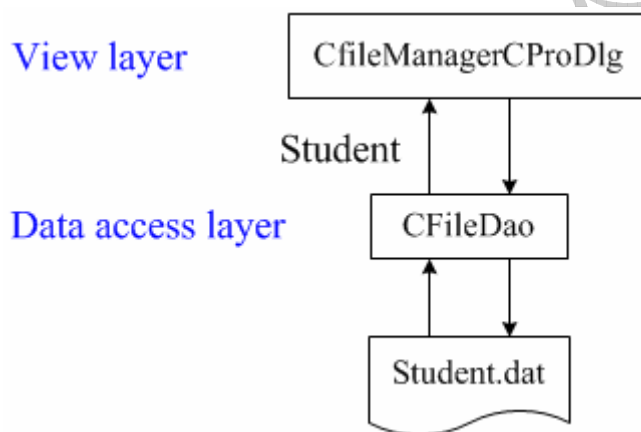 View layer
CfileManagerCProDlg
Student
Data access layer
CFileDao
Student.dat